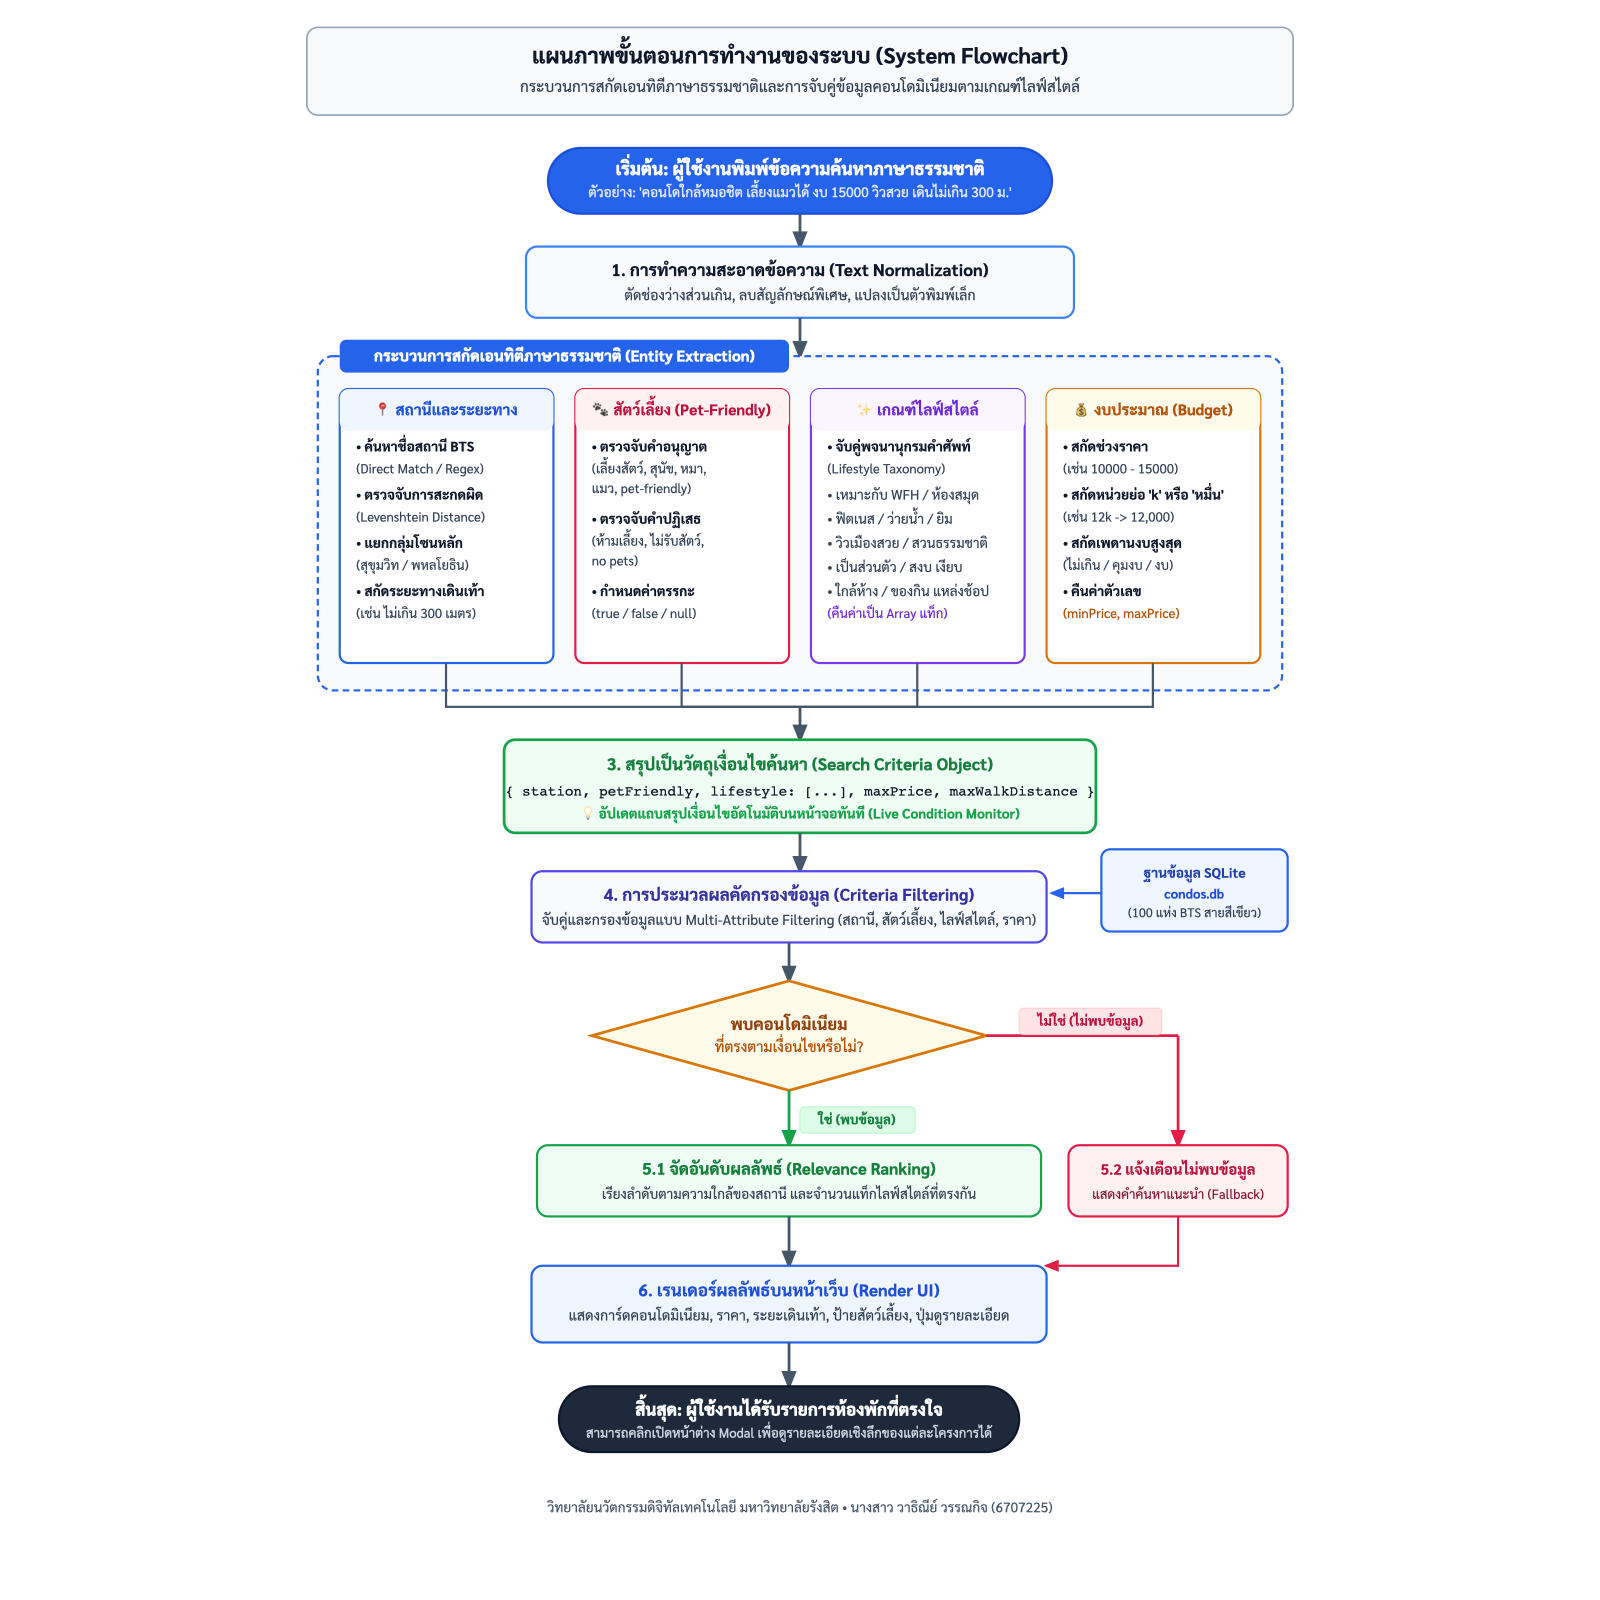 แผนภาพขั้นตอนการทำงานของระบบ (System Flowchart)
กระบวนการสกัดเอนทิตีภาษาธรรมชาติและการจับคู่ข้อมูลคอนโดมิเนียมตามเกณฑ์ไลฟ์สไตล์
เริ่มต้น: ผู้ใช้งานพิมพ์ข้อความค้นหาภาษาธรรมชาติ
ตัวอย่าง: 'คอนโดใกล้หมอชิต เลี้ยงแมวได้ งบ 15000 วิวสวย เดินไม่เกิน 300 ม.'
1. การทำความสะอาดข้อความ (Text Normalization)
ตัดช่องว่างส่วนเกิน, ลบสัญลักษณ์พิเศษ, แปลงเป็นตัวพิมพ์เล็ก
กระบวนการสกัดเอนทิตีภาษาธรรมชาติ (Entity Extraction)
📍 สถานีและระยะทาง
• ค้นหาชื่อสถานี BTS
(Direct Match / Regex)
• ตรวจจับการสะกดผิด
(Levenshtein Distance)
• แยกกลุ่มโซนหลัก
(สุขุมวิท / พหลโยธิน)
• สกัดระยะทางเดินเท้า
(เช่น ไม่เกิน 300 เมตร)
🐾 สัตว์เลี้ยง (Pet-Friendly)
• ตรวจจับคำอนุญาต
(เลี้ยงสัตว์, สุนัข, หมา,
แมว, pet-friendly)
• ตรวจจับคำปฏิเสธ
(ห้ามเลี้ยง, ไม่รับสัตว์,
no pets)
• กำหนดค่าตรรกะ
(true / false / null)
✨ เกณฑ์ไลฟ์สไตล์
• จับคู่พจนานุกรมคำศัพท์
(Lifestyle Taxonomy)
• เหมาะกับ WFH / ห้องสมุด
• ฟิตเนส / ว่ายน้ำ / ยิม
• วิวเมืองสวย / สวนธรรมชาติ
• เป็นส่วนตัว / สงบ เงียบ
• ใกล้ห้าง / ของกิน แหล่งช้อป
(คืนค่าเป็น Array แท็ก)
💰 งบประมาณ (Budget)
• สกัดช่วงราคา
(เช่น 10000 - 15000)
• สกัดหน่วยย่อ 'k' หรือ 'หมื่น'
(เช่น 12k -> 12,000)
• สกัดเพดานงบสูงสุด
(ไม่เกิน / คุมงบ / งบ)
• คืนค่าตัวเลข
(minPrice, maxPrice)
3. สรุปเป็นวัตถุเงื่อนไขค้นหา (Search Criteria Object)
{ station, petFriendly, lifestyle: [...], maxPrice, maxWalkDistance }
💡 อัปเดตแถบสรุปเงื่อนไขอัตโนมัติบนหน้าจอทันที (Live Condition Monitor)
4. การประมวลผลคัดกรองข้อมูล (Criteria Filtering)
จับคู่และกรองข้อมูลแบบ Multi-Attribute Filtering (สถานี, สัตว์เลี้ยง, ไลฟ์สไตล์, ราคา)
ฐานข้อมูล SQLite
condos.db
(100 แห่ง BTS สายสีเขียว)
พบคอนโดมิเนียม
ที่ตรงตามเงื่อนไขหรือไม่?
ไม่ใช่ (ไม่พบข้อมูล)
ใช่ (พบข้อมูล)
5.1 จัดอันดับผลลัพธ์ (Relevance Ranking)
เรียงลำดับตามความใกล้ของสถานี และจำนวนแท็กไลฟ์สไตล์ที่ตรงกัน
5.2 แจ้งเตือนไม่พบข้อมูล
แสดงคำค้นหาแนะนำ (Fallback)
6. เรนเดอร์ผลลัพธ์บนหน้าเว็บ (Render UI)
แสดงการ์ดคอนโดมิเนียม, ราคา, ระยะเดินเท้า, ป้ายสัตว์เลี้ยง, ปุ่มดูรายละเอียด
สิ้นสุด: ผู้ใช้งานได้รับรายการห้องพักที่ตรงใจ
สามารถคลิกเปิดหน้าต่าง Modal เพื่อดูรายละเอียดเชิงลึกของแต่ละโครงการได้
วิทยาลัยนวัตกรรมดิจิทัลเทคโนโลยี มหาวิทยาลัยรังสิต • นางสาว วาธิณีย์ วรรณกิจ (6707225)